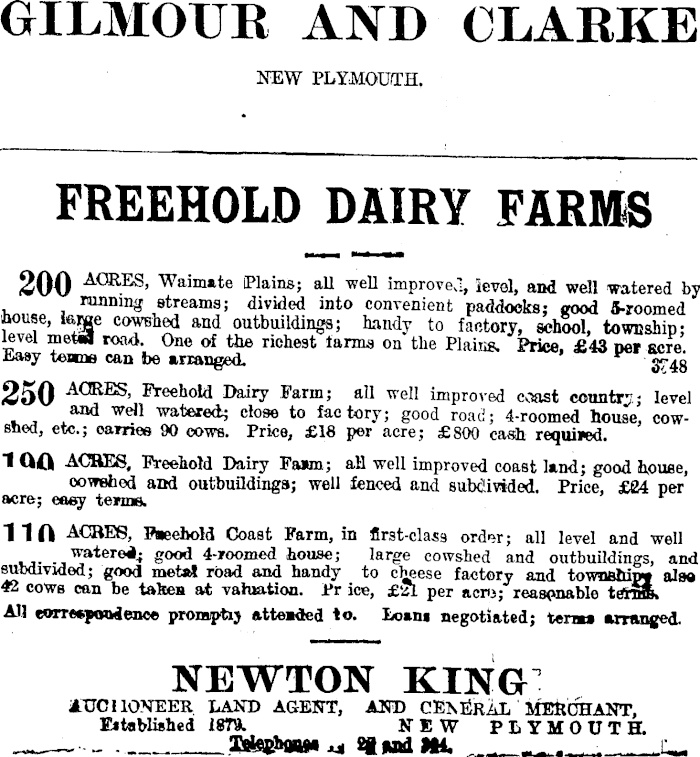 GILMOUR AND CLARKE
NEW PLYMOUTH.
FREEHOLD DAIRY FARMS
200 ACRES, Waimate Plains; all well improved, level, and well watered by
running streams; divided into convenient paddocks; good 5-roomed
house, large cowshed and outbuildings; handy to factory, school, township;
level metal road. One of the richest farms on the Plains. Price, £43 per acre.
Easy terms can be arranged. 3748
250 ACRES, Freehold Dairy Farm; all well improved coast country; level
and well watered; close to factory; good road; 4-roomed house, cow-
shed, etc.; carries 90 cows. Price, £18 per acre; £800 cash required.
100 ACRES, Freehold Dairy Farm; all well improved coast land; good house,
cowshed and outbuildings; well fenced and subdivided. Price, £24 per
acre; easy terms.
110 ACRES, Freehold Coast Farm, in first-class order; all level and well
watered; good 4-roomed house; large cowshed and outbuildings, and
subdivided; good metal road and handy to cheese factory and township; also
42 cows can be taken at valuation. Price, £21 per acre; reasonable terms.
All correspondence promptly attended to. Loans negotiated; terms arranged.
NEWTON KING
AUCTIONEER LAND AGENT, AND GENERAL MERCHANT,
Established 1879. NEW PLYMOUTH.
Telephones and